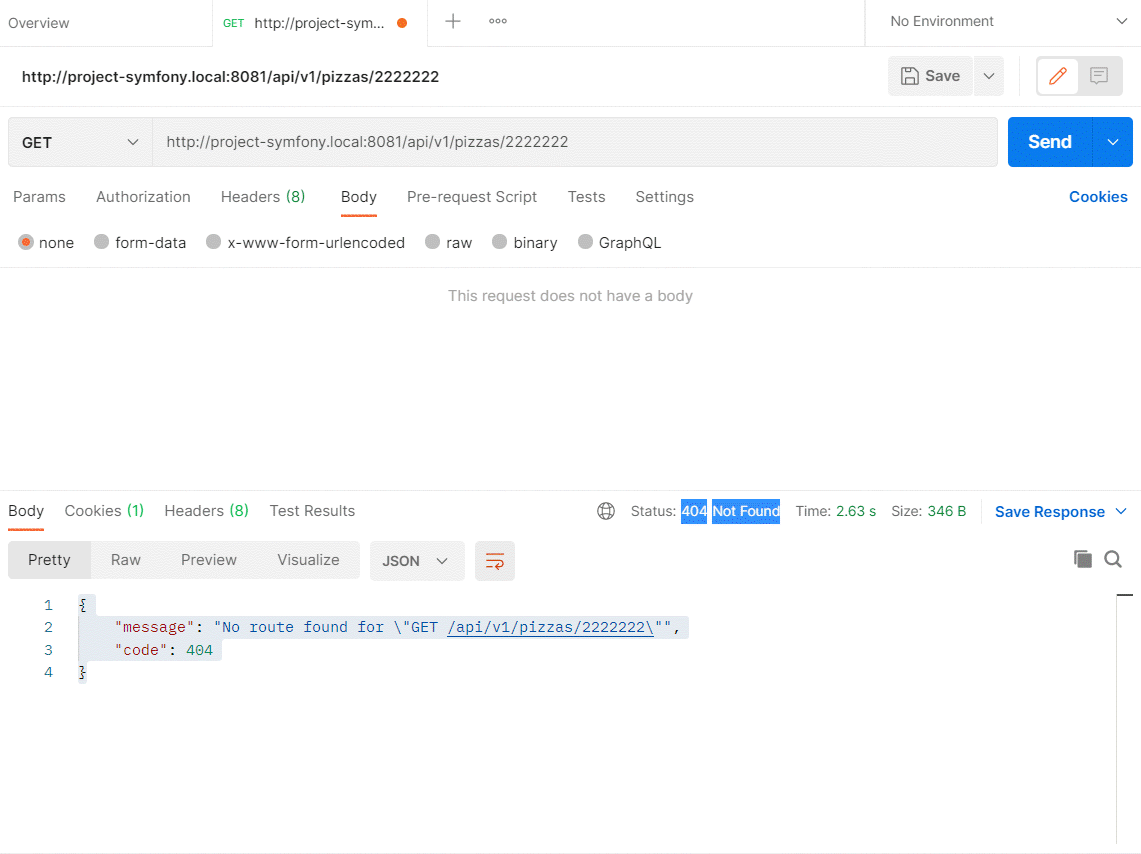 Overview GET http://project-sym... No Environment
http://project-symfony.local:8081/api/v1/pizzas/2222222 Save
GET http://project-symfony.local:8081/api/v1/pizzas/2222222 Send
Params Authorization Headers (8) Body Pre-request Script Tests Settings Cookies
none form-data x-www-form-urlencoded raw binary GraphQL
This request does not have a body
Body Cookies (1) Headers (8) Test Results Status: 404 Not Found Time: 2.63 s Size: 346 B Save Response
Pretty Raw Preview Visualize JSON
1 {
2 "message": "No route found for \"GET /api/v1/pizzas/2222222\"",
3 "code": 404
4 }